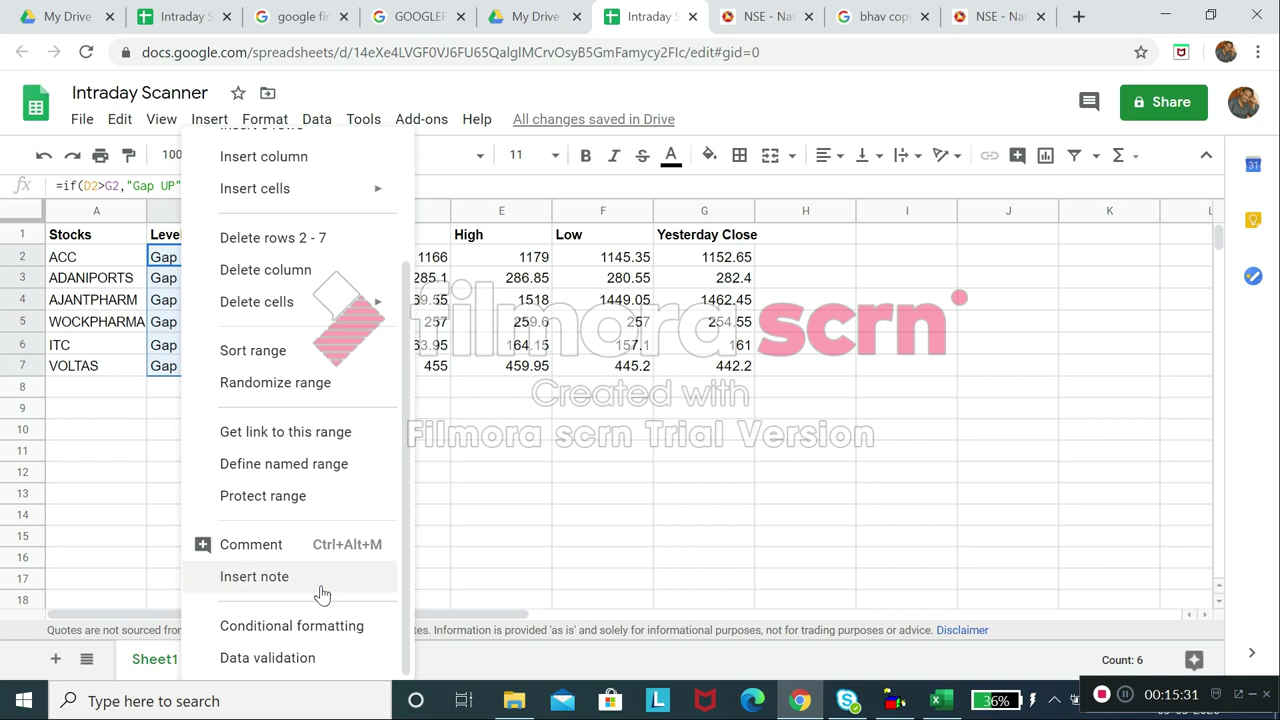 My Drive
Intraday S
google fin
GOOGLEF
My Drive
Intraday S
NSE - Nat
bhav copy
NSE - Nat
docs.google.com/spreadsheets/d/14eXe4LVGF0VJ6FU65QalglMCrvOsyB5GmFamycy2FIc/edit#gid=0
Intraday Scanner
Share
File Edit View Insert Format Data Tools Add-ons Help All changes saved in Drive
100
11
fx =if(D2>G2,"Gap UP"
Insert column
Insert cells
Delete rows 2 - 7
Delete column
Delete cells
Sort range
Randomize range
Get link to this range
Define named range
Protect range
Comment Ctrl+Alt+M
Insert note
Conditional formatting
Data validation
A E F G H I J K L
1 Stocks Level High Low Yesterday Close
2 ACC Gap 1166 1179 1145.35 1152.65
3 ADANIPORTS Gap 285.1 286.85 280.55 282.4
4 AJANTPHARM Gap 69.55 1518 1449.05 1462.45
5 WOCKPHARMA Gap 257 259.6 257 254.55
6 ITC Gap 63.95 164.15 157.1 161
7 VOLTAS Gap 455 459.95 445.2 442.2
8
9
10
11
12
13
14
15
16
17
18
filmora scrn
Created with
Filmora scrn Trial Version
Quotes are not sourced from
tes. Information is provided 'as is' and solely for informational purposes, not for trading purposes or advice. Disclaimer
Sheet1
Count: 6
Type here to search
36%
00:15:31